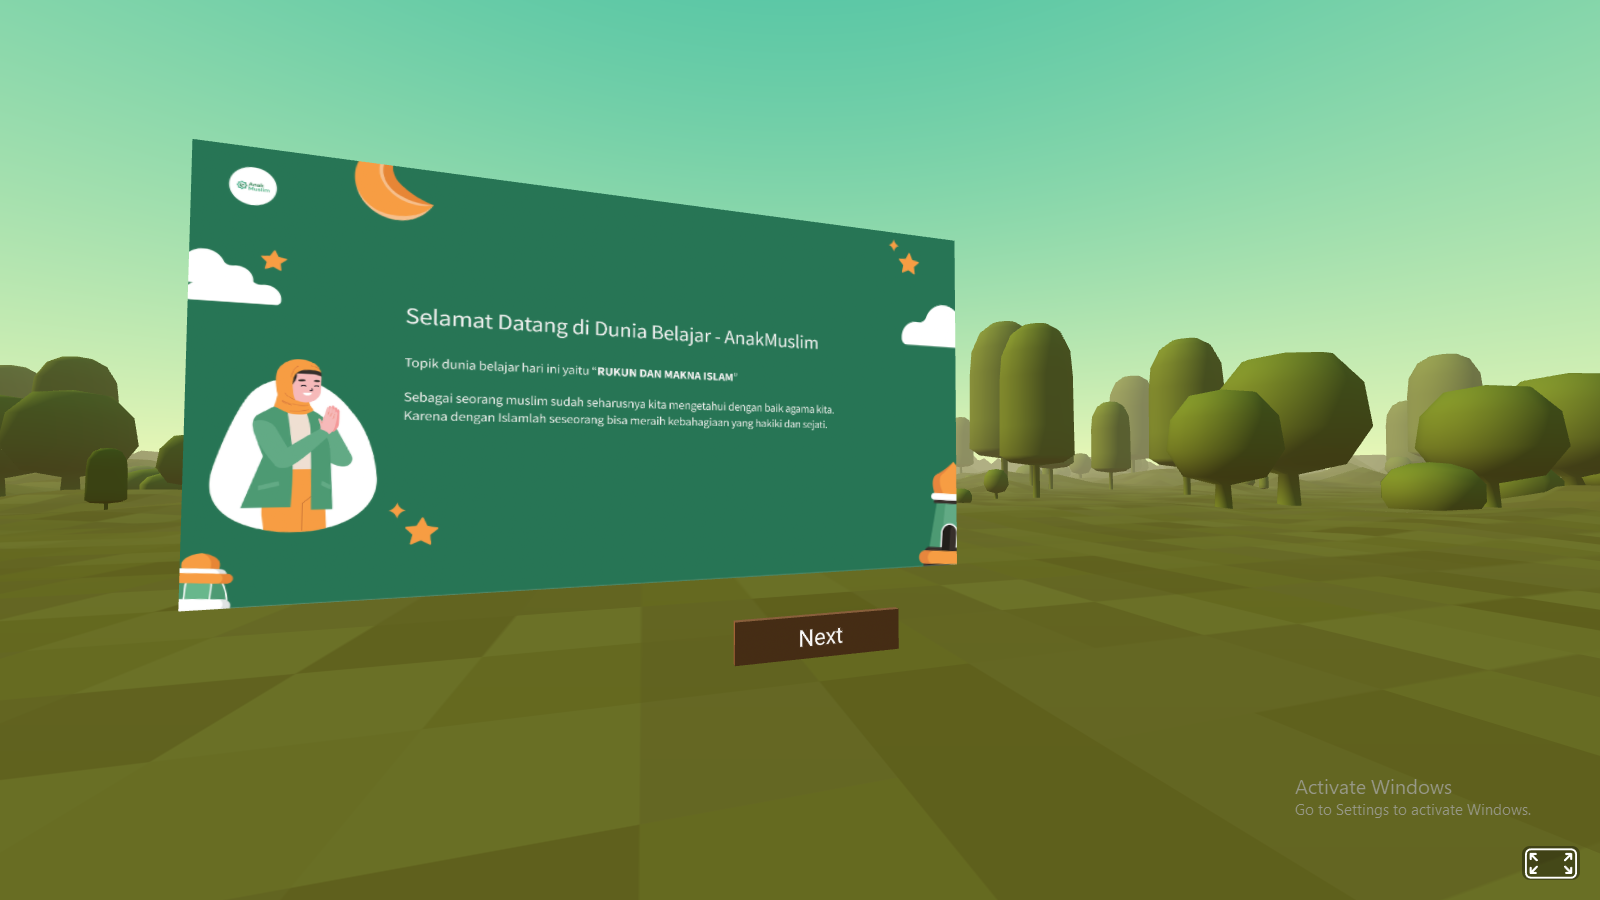 Anak
Muslim
Selamat Datang di Dunia Belajar - AnakMuslim
Topik dunia belajar hari ini yaitu “RUKUN DAN MAKNA ISLAM”
Sebagai seorang muslim sudah seharusnya kita mengetahui dengan baik agama kita.
Karena dengan Islamlah seseorang bisa meraih kebahagiaan yang hakiki dan sejati.
Next
Activate Windows
Go to Settings to activate Windows.